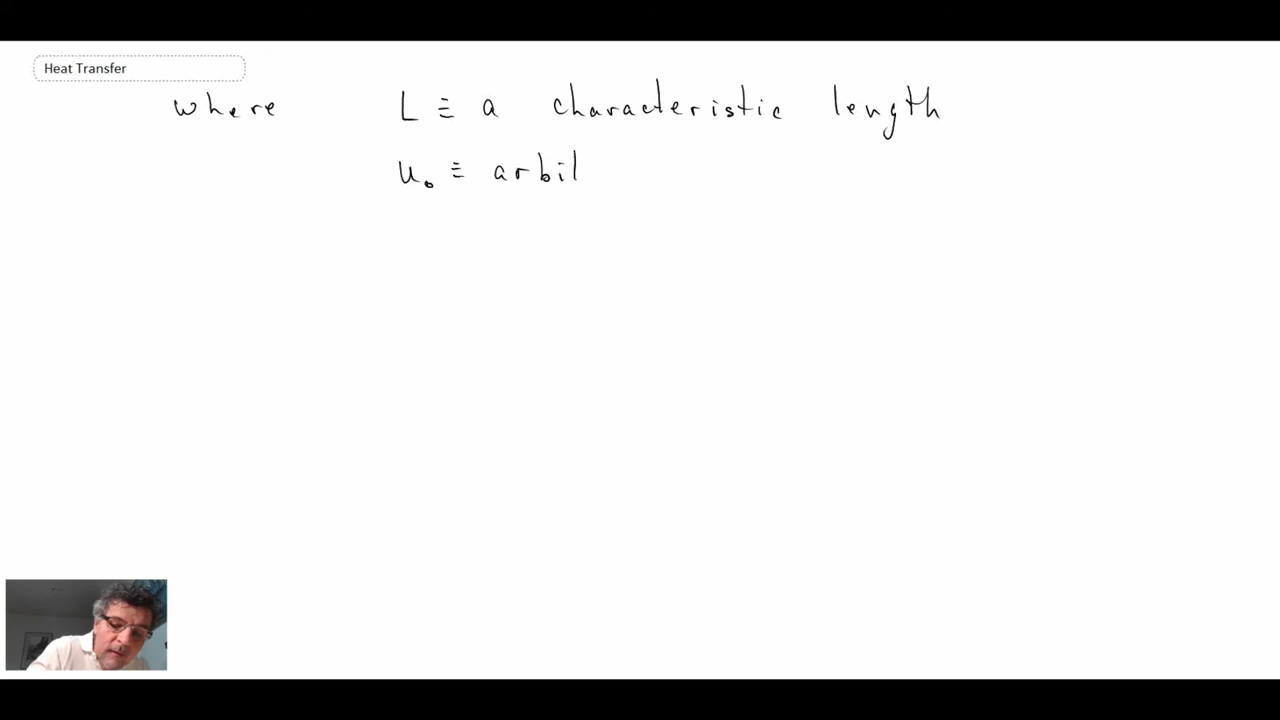 Heat Transfer
where L ≡ a characteristic length
u₀ ≡ arbil